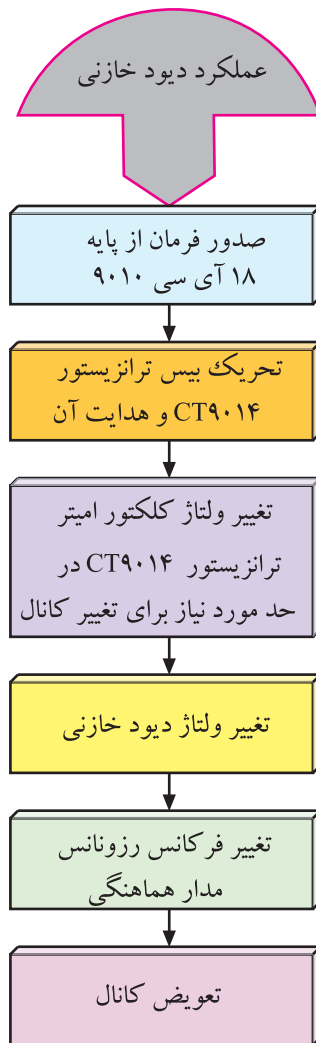 عملکرد دیود خازنی
صدور فرمان از پایه
۱۸ آی سی ۹۰۱۰
تحریك بیس ترانزیستور
CT۹۰۱۴ و هدایت آن
تغییر ولتاژ کلکتور امیتر
ترانزیستور CT۹۰۱۴ در
حد مورد نیاز برای تغییر کانال
تغییر ولتاژ دیود خازنی
تغییر فرکانس رزونانس
مدار هماهنگی
تعویض کانال